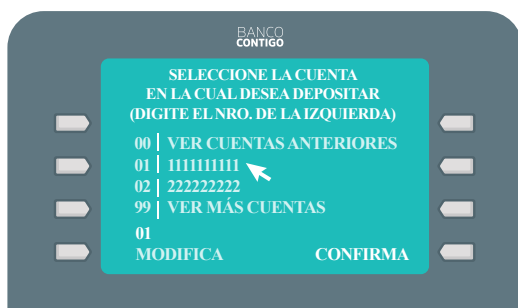 BANCO
CONTIGO
SELECCIONE LA CUENTA
EN LA CUAL DESEA DEPOSITAR
(DIGITE EL NRO. DE LA IZQUIERDA)
00 | VER CUENTAS ANTERIORES
01 | 1111111111
02 | 222222222
99 | VER MÁS CUENTAS
01
MODIFICA CONFIRMA